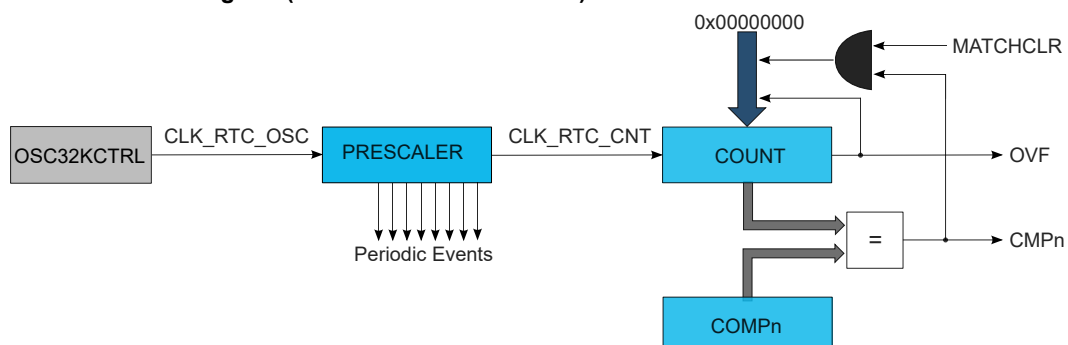 0x00000000
MATCHCLR
OSC32KCTRL
CLK_RTC_OSC
PRESCALER
CLK_RTC_CNT
COUNT
OVF
Periodic Events
=
CMPn
COMPn